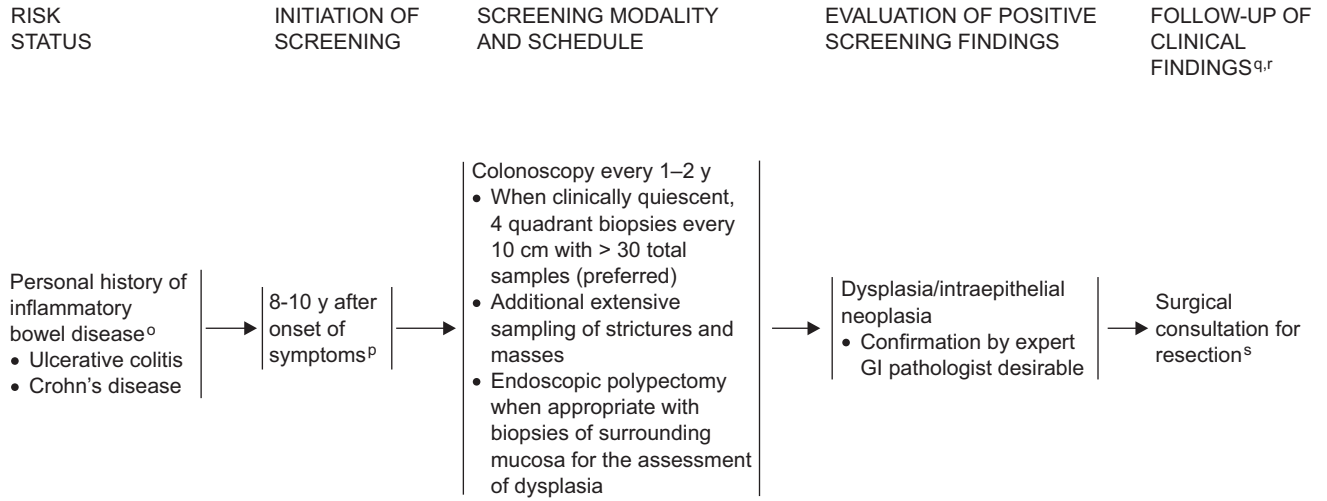 RISK
STATUS
INITIATION OF
SCREENING
SCREENING MODALITY
AND SCHEDULE
EVALUATION OF POSITIVE
SCREENING FINDINGS
FOLLOW-UP OF
CLINICAL
FINDINGS^q,r
Personal history of
inflammatory
bowel disease^o
• Ulcerative colitis
• Crohn's disease
8-10 y after
onset of
symptoms^p
Colonoscopy every 1–2 y
• When clinically quiescent,
4 quadrant biopsies every
10 cm with > 30 total
samples (preferred)
• Additional extensive
sampling of strictures and
masses
• Endoscopic polypectomy
when appropriate with
biopsies of surrounding
mucosa for the assessment
of dysplasia
Dysplasia/intraepithelial
neoplasia
• Confirmation by expert
GI pathologist desirable
Surgical
consultation for
resection^s